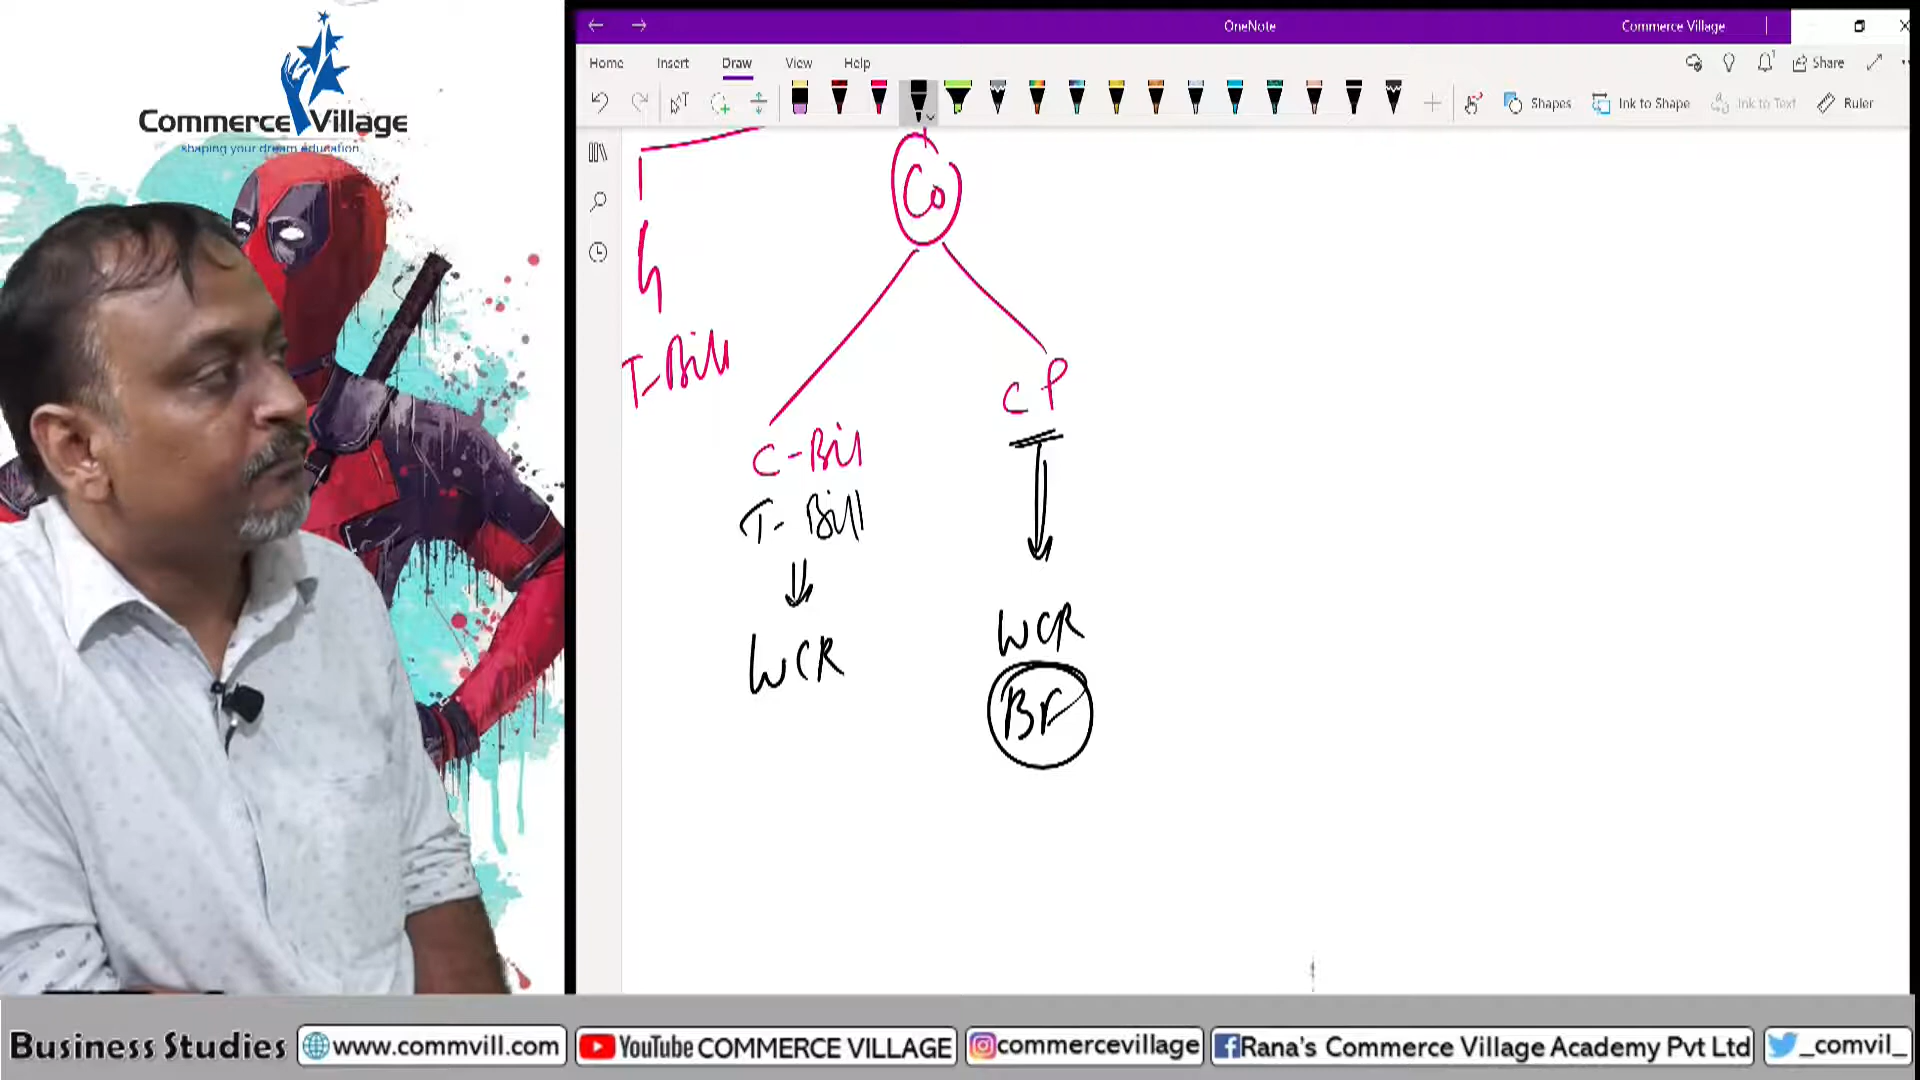 Commerce Village
shaping your dream education
OneNote
Commerce Village
Home Insert Draw View Help
Share
Shapes
Ink to Shape
Ink to Text
Ruler
Co
G
T-Bill
C-Bill
CP
T-Bill
WCR
WCR
BF
Business Studies
www.commvill.com
YouTube COMMERCE VILLAGE
commercevillage
Rana's Commerce Village Academy Pvt Ltd
_comvil_